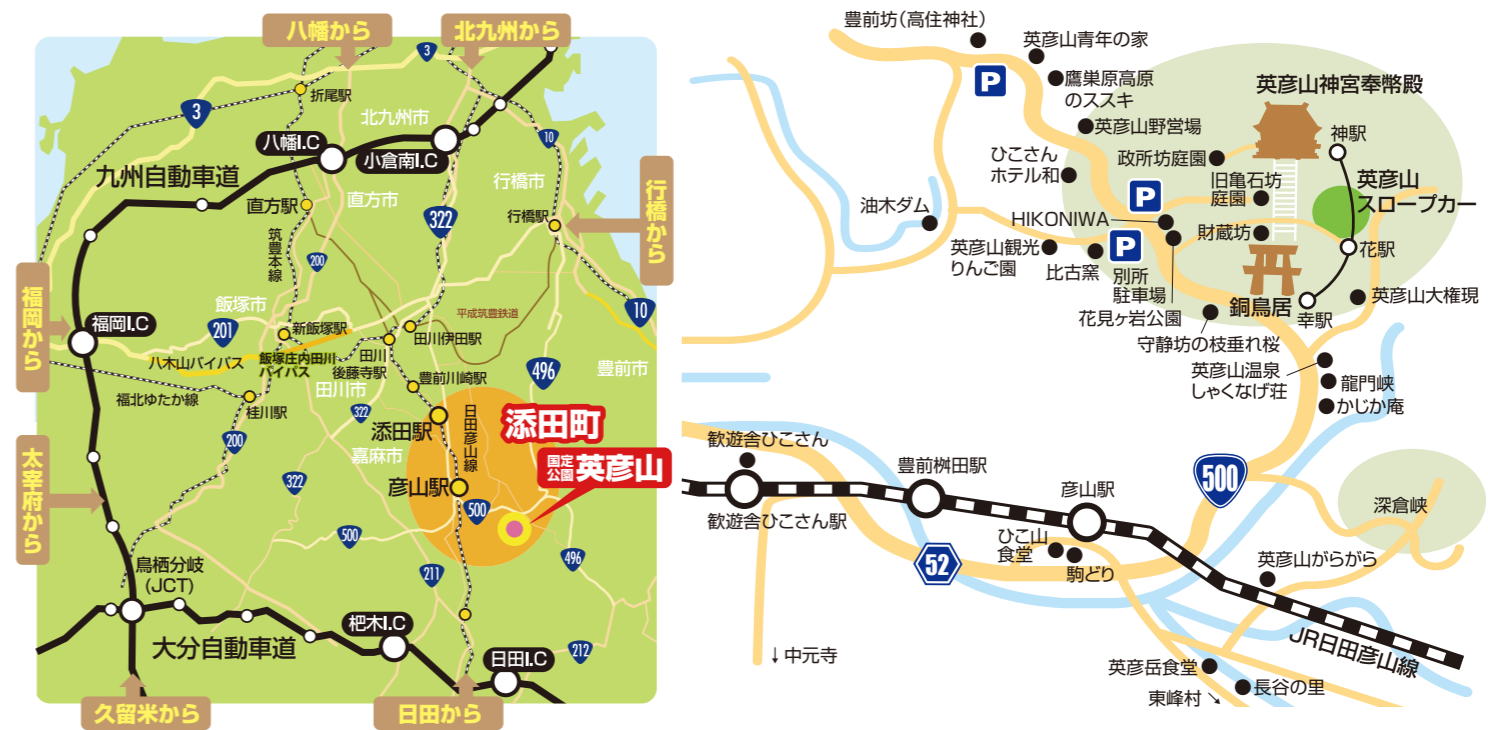 八幡から
北九州から
3
折尾駅
3
北九州市
10
八幡I.C
小倉南I.C
九州自動車道
行橋市
行橋から
直方市
直方駅
322
行橋駅
筑豊本線
200
福岡から
飯塚市
10
平成筑豊鉄道
福岡I.C
201
新飯塚駅
田川伊田駅
八木山バイパス
飯塚庄内田川
バイパス
田川
後藤寺駅
496
豊前市
豊前川崎駅
田川市
福北ゆたか線
桂川駅
322
添田駅
日田彦山線
添田町
200
嘉麻市
国定
公園
英彦山
太宰府から
322
彦山駅
500
500
496
鳥栖分岐
(JCT)
211
杷木I.C
大分自動車道
日田I.C
212
久留米から
日田から
豊前坊(高住神社)
英彦山青年の家
P
鷹巣原高原
のススキ
英彦山神宮奉幣殿
英彦山野営場
神駅
ひこさん
ホテル和
政所坊庭園
旧亀石坊
庭園
英彦山
スロープカー
P
油木ダム
HIKONIWA
財蔵坊
英彦山観光
りんご園
比古窯
P
別所
駐車場
花駅
花見ヶ岩公園
銅鳥居
幸駅
英彦山大権現
守静坊の枝垂れ桜
英彦山温泉
しゃくなげ荘
龍門峡
かじか庵
歓遊舎ひこさん
豊前桝田駅
彦山駅
500
深倉峡
歓遊舎ひこさん駅
ひこ山
食堂
52
駒どり
英彦山がらがら
JR日田彦山線
↓中元寺
英彦岳食堂
長谷の里
東峰村↘